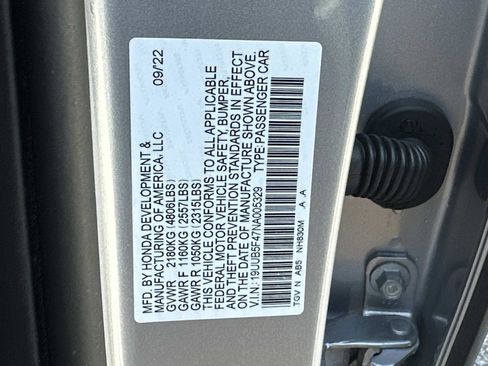 MFD. BY HONDA DEVELOPMENT & 09/22
MANUFACTURING OF AMERICA, LLC
GVWR 2180KG (4806LBS)
GAWR F 1160KG (2557LBS)
GAWR R 1050KG (2315LBS)
THIS VEHICLE CONFORMS TO ALL APPLICABLE
FEDERAL MOTOR VEHICLE SAFETY, BUMPER,
AND THEFT PREVENTION STANDARDS IN EFFECT
ON THE DATE OF MANUFACTURE SHOWN ABOVE.
V.I.N.: 19UUB5F47NA005329 TYPE:PASSENGER CAR
TGV N AB5 NH830M A .A